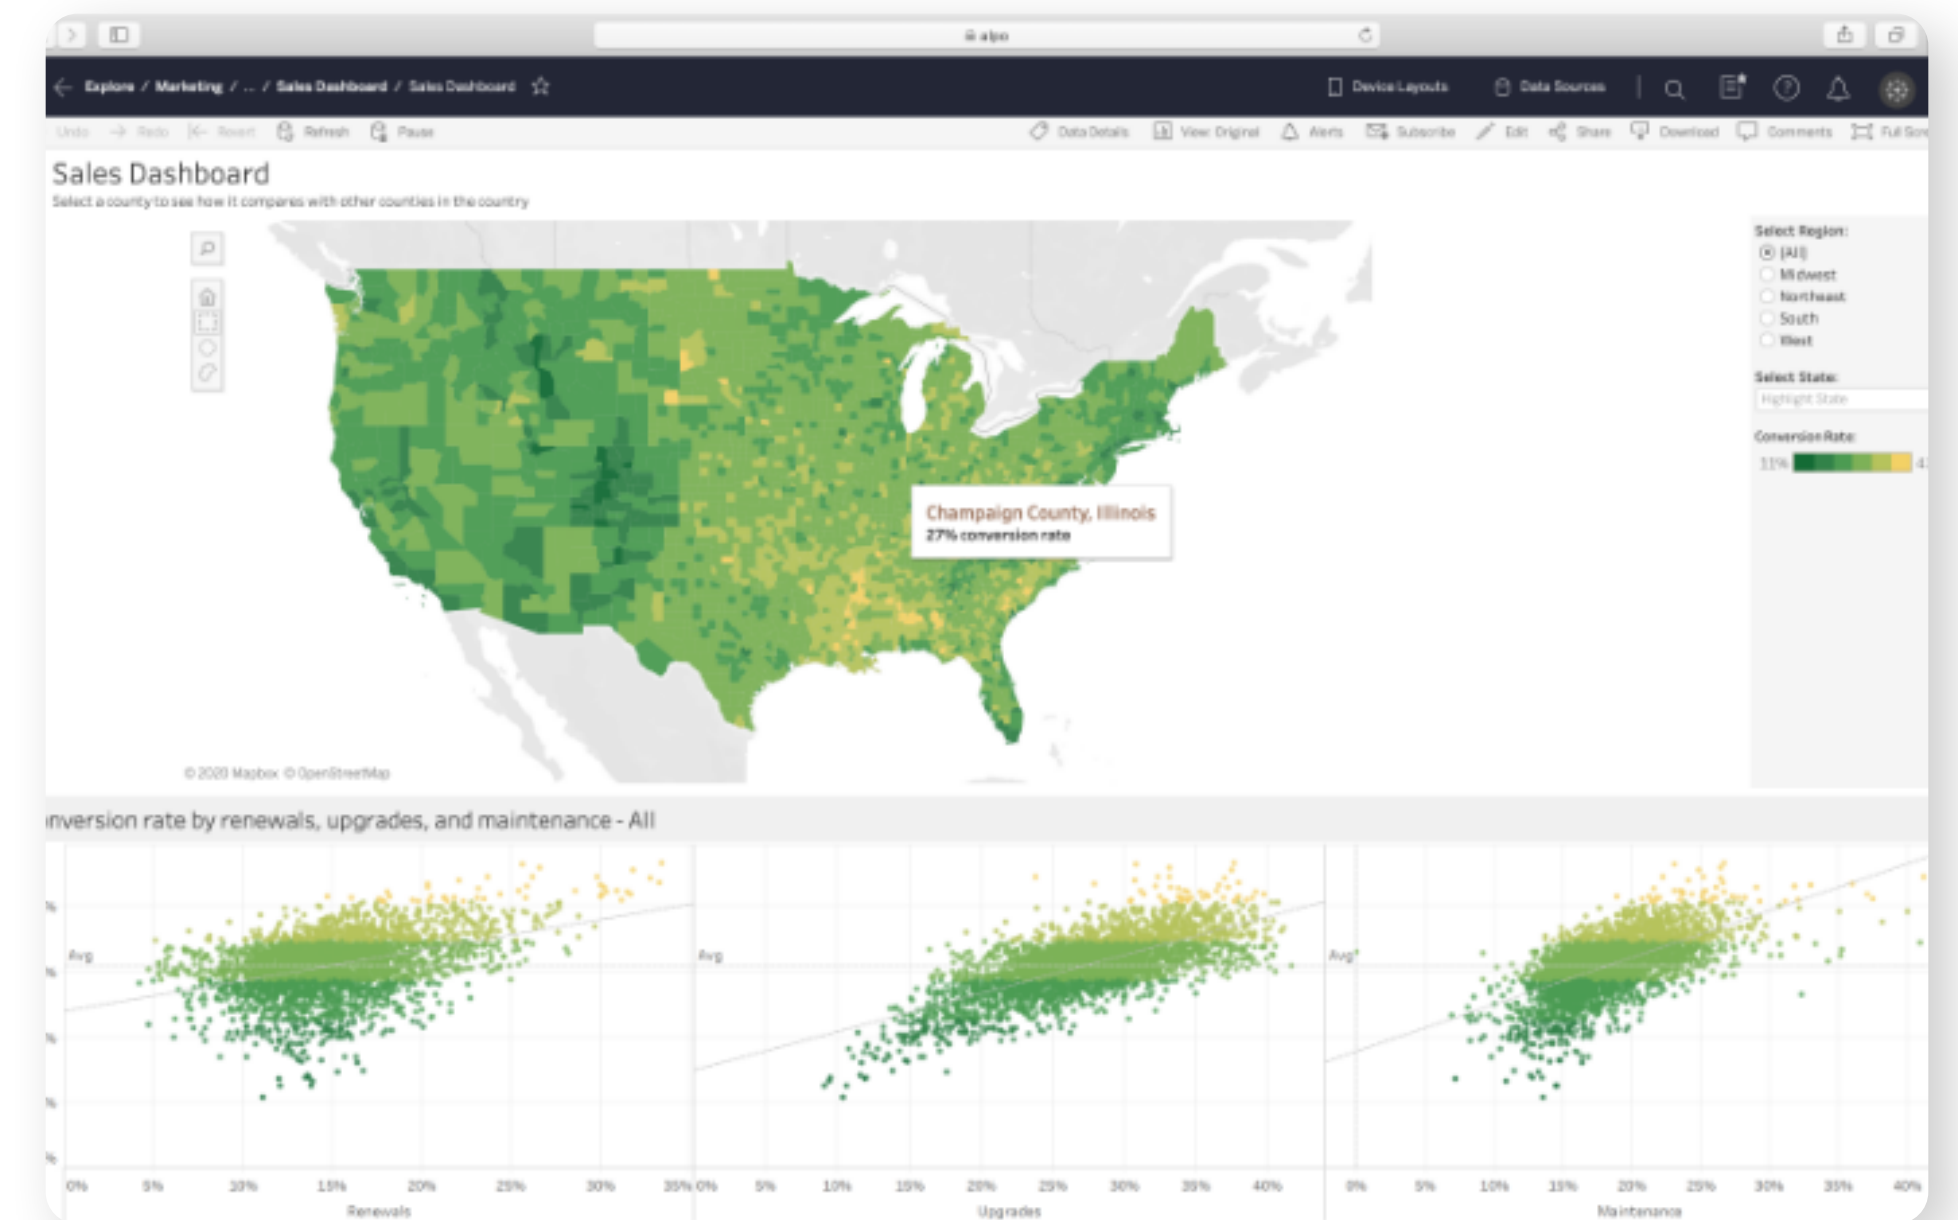 alpo
Explore / Marketing / ... / Sales Dashboard / Sales Dashboard
Device Layouts
Data Sources
Undo
Redo
Revert
Refresh
Pause
Data Details
View: Original
Alerts
Subscribe
Edit
Share
Download
Comments
Full Scre
Sales Dashboard
Select a county to see how it compares with other counties in the country
Select Region:
(All)
Midwest
Northeast
South
West
Select State:
Highlight State
Conversion Rate:
11%
Champaign County, Illinois
27% conversion rate
© 2020 Mapbox © OpenStreetMap
nversion rate by renewals, upgrades, and maintenance - All
% % % % %
Avg Avg Avg
0% 5% 10% 15% 20% 25% 30% 35%
0% 5% 10% 15% 20% 25% 30% 35% 40%
0% 5% 10% 15% 20% 25% 30% 35% 40%
Renewals
Upgrades
Maintenance